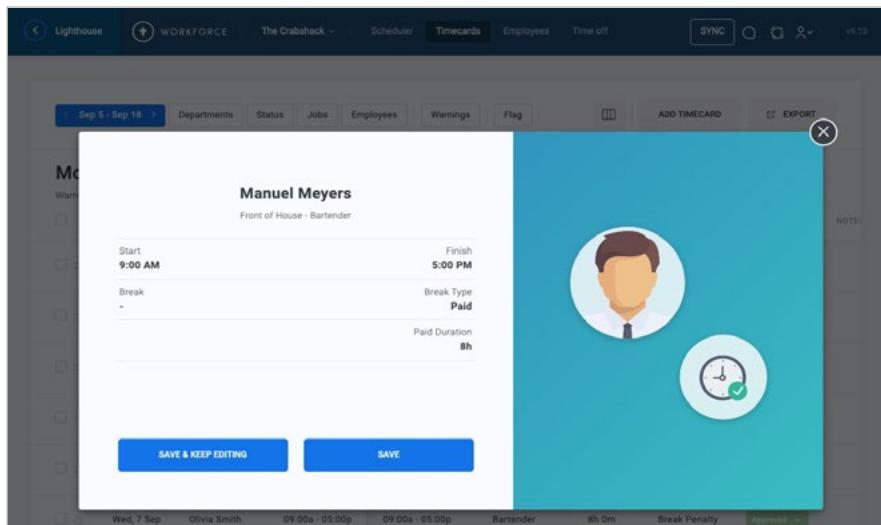 Lighthouse WORKFORCE The Crabshack Scheduler Timecards Employees Time off SYNC v6.13
Sep 5 - Sep 18 Departments Status Jobs Employees Warnings Flag ADD TIMECARD EXPORT
Manuel Meyers
Front of House - Bartender
Start Finish
9:00 AM 5:00 PM
Break Break Type
- Paid
Paid Duration
8h
SAVE & KEEP EDITING SAVE
Wed, 7 Sep Olivia Smith 09:00a - 05:00p 09:00a - 05:00p Bartender 8h 0m Break Penalty